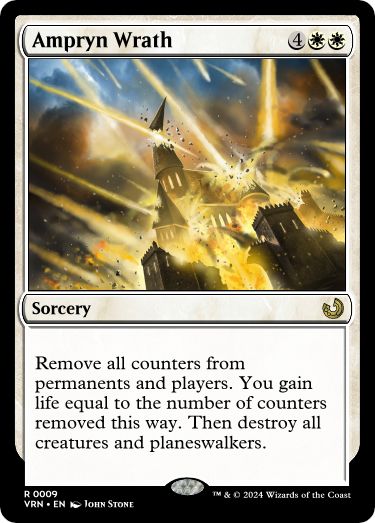 Ampryn Wrath 4
Sorcery
Remove all counters from
permanents and players. You gain
life equal to the number of counters
removed this way. Then destroy all
creatures and planeswalkers.
R 0009
VRN • EN JOHN STONE
™ & © 2024 Wizards of the Coast